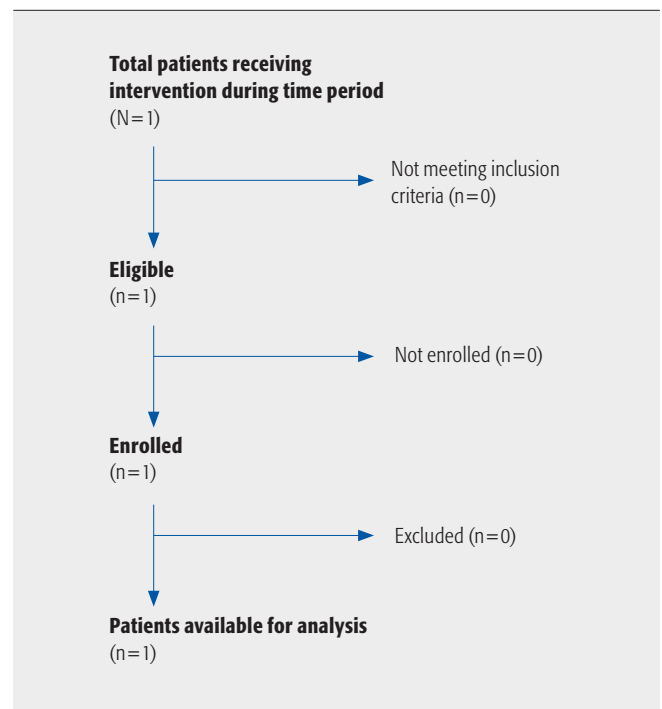 Total patients receiving
intervention during time period
(N=1)
Not meeting inclusion
criteria (n=0)
Eligible
(n=1)
Not enrolled (n=0)
Enrolled
(n=1)
Excluded (n=0)
Patients available for analysis
(n=1)